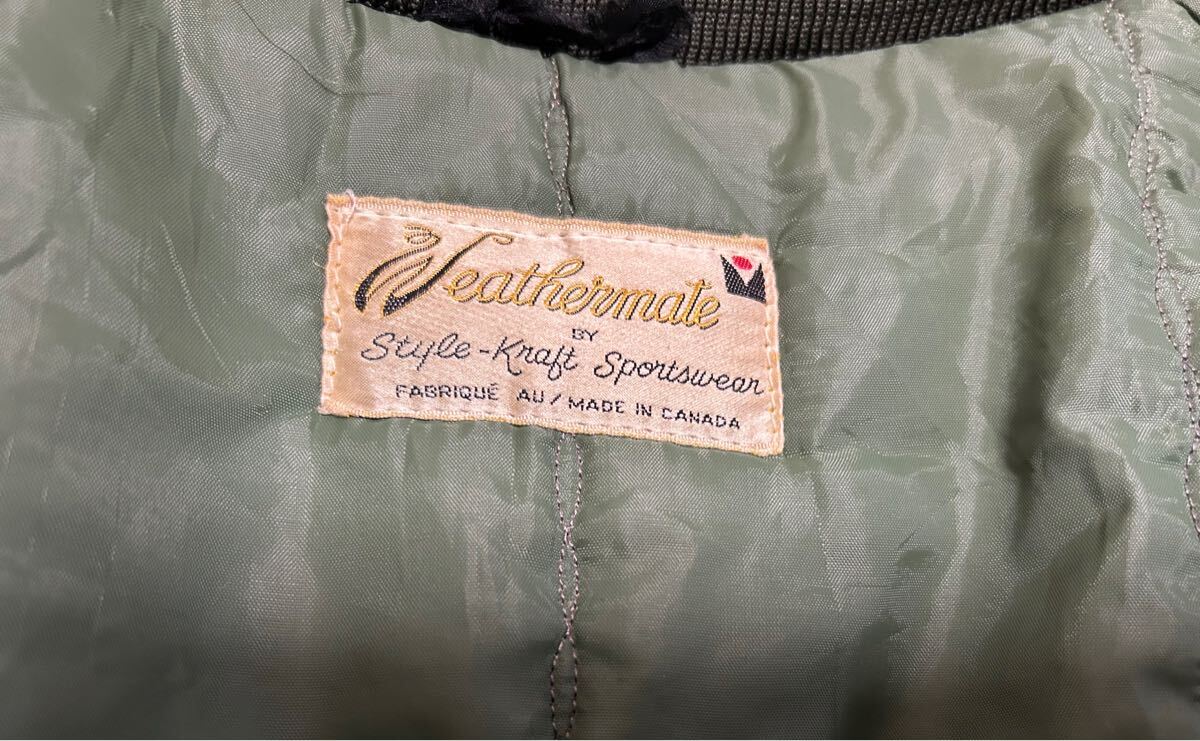 Weathermate
BY
Style-Kraft Sportswear
FABRIQUÉ AU/MADE IN CANADA